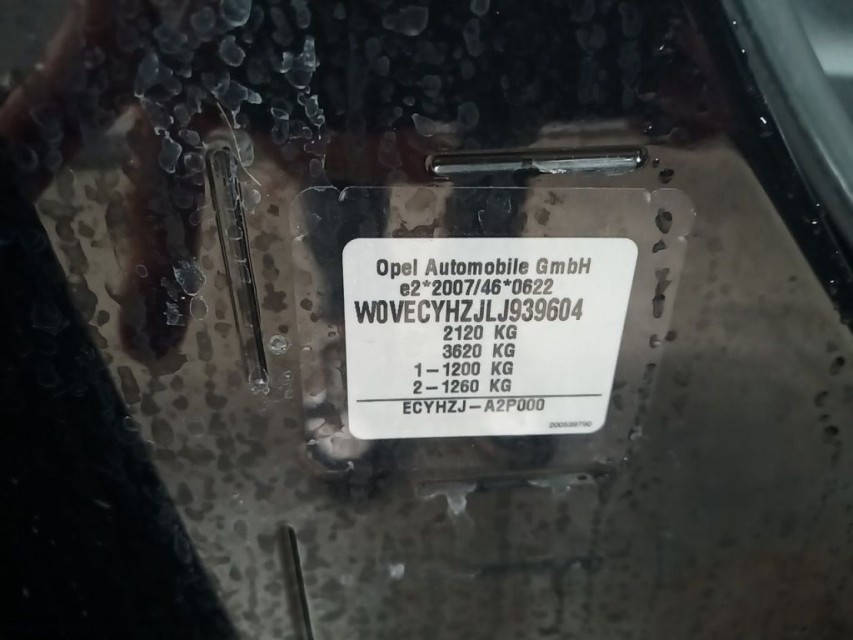 Opel Automobile GmbH
e2*2007/46*0622
W0VECYHZJLJ939604
2120 KG
3620 KG
1-1200 KG
2-1260 KG
ECYHZJ-A2P000
200539790